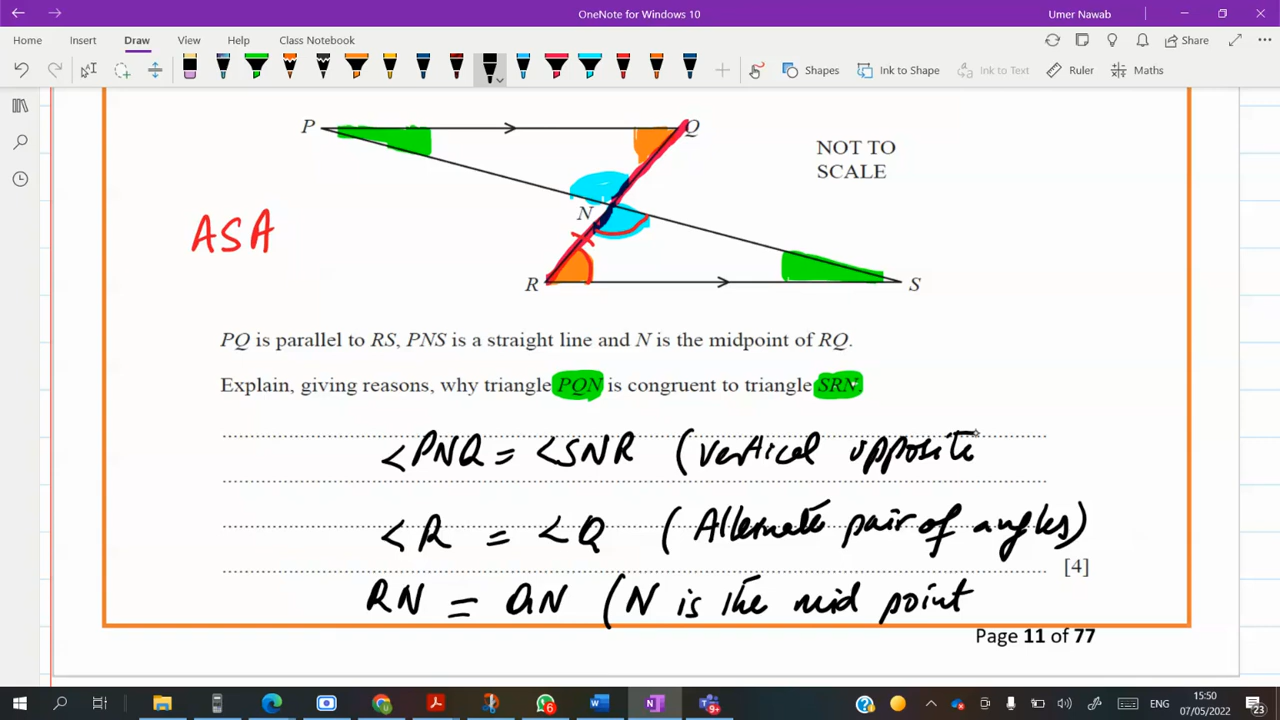 OneNote for Windows 10
Umer Nawab
Home Insert Draw View Help Class Notebook
Share
Shapes Ink to Shape Ink to Text Ruler Maths
P Q
NOT TO
SCALE
N
ASA
R S
PQ is parallel to RS, PNS is a straight line and N is the midpoint of RQ.
Explain, giving reasons, why triangle PQN is congruent to triangle SRN.
<PNQ = <SNR (vertical opposite
<R = <Q (Alternate pair of angles)
[4]
RN = QN (N is the mid point
Page 11 of 77
6
9+
ENG
15:50
07/05/2022
23